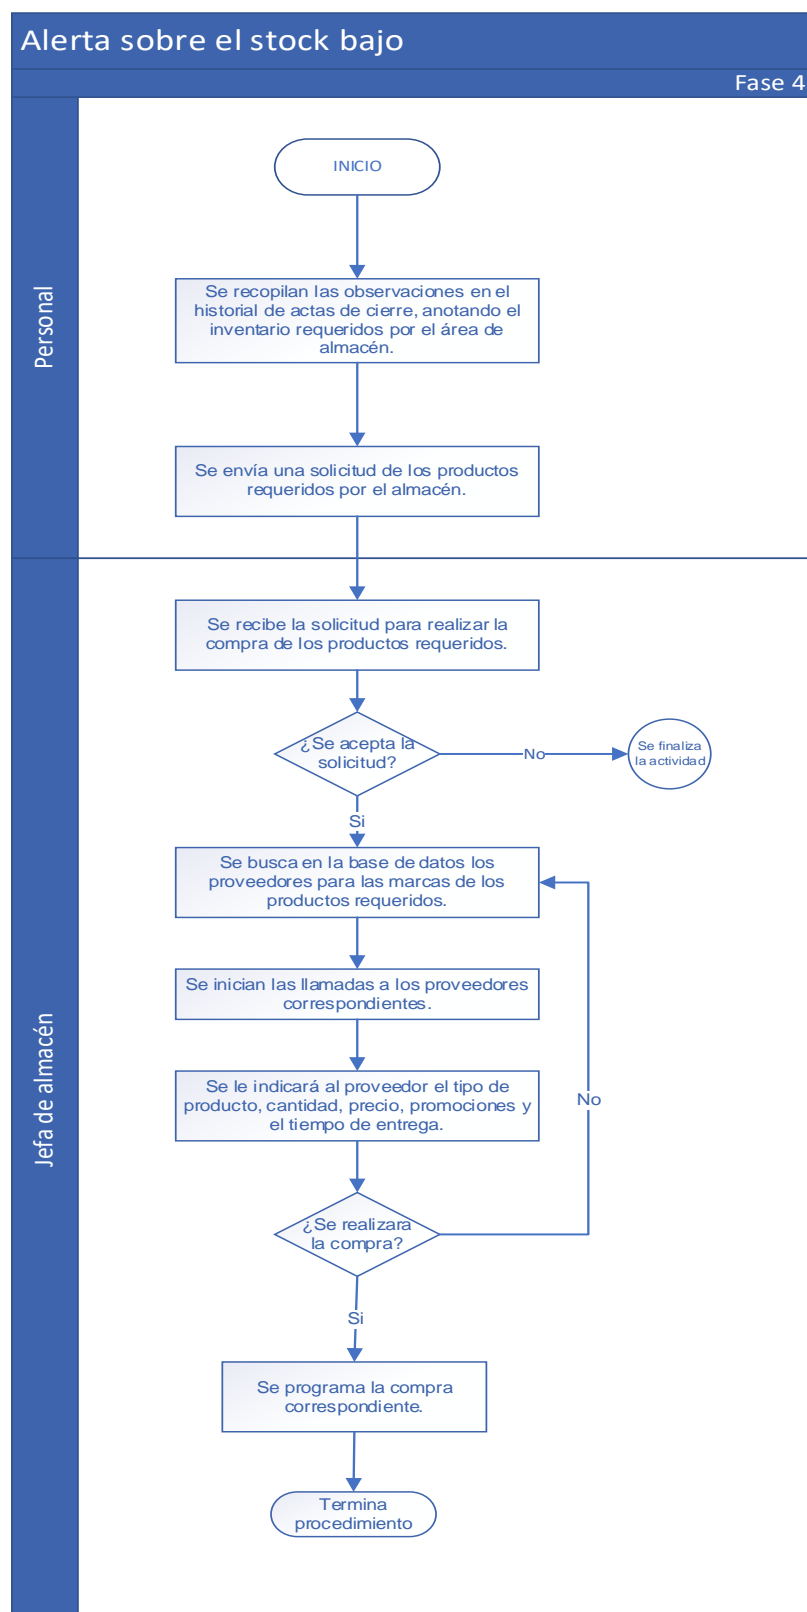 Alerta sobre el stock bajo
Fase 4
Personal
INICIO
Se recopilan las observaciones en el
historial de actas de cierre, anotando el
inventario requeridos por el área de
almacén.
Se envía una solicitud de los productos
requeridos por el almacén.
Jefa de almacén
Se recibe la solicitud para realizar la
compra de los productos requeridos.
¿Se acepta la
solicitud?
No
Se finaliza
la actividad
Si
Se busca en la base de datos los
proveedores para las marcas de los
productos requeridos.
Se inician las llamadas a los proveedores
correspondientes.
Se le indicará al proveedor el tipo de
producto, cantidad, precio, promociones y
el tiempo de entrega.
No
¿Se realizara
la compra?
Si
Se programa la compra
correspondiente.
Termina
procedimiento